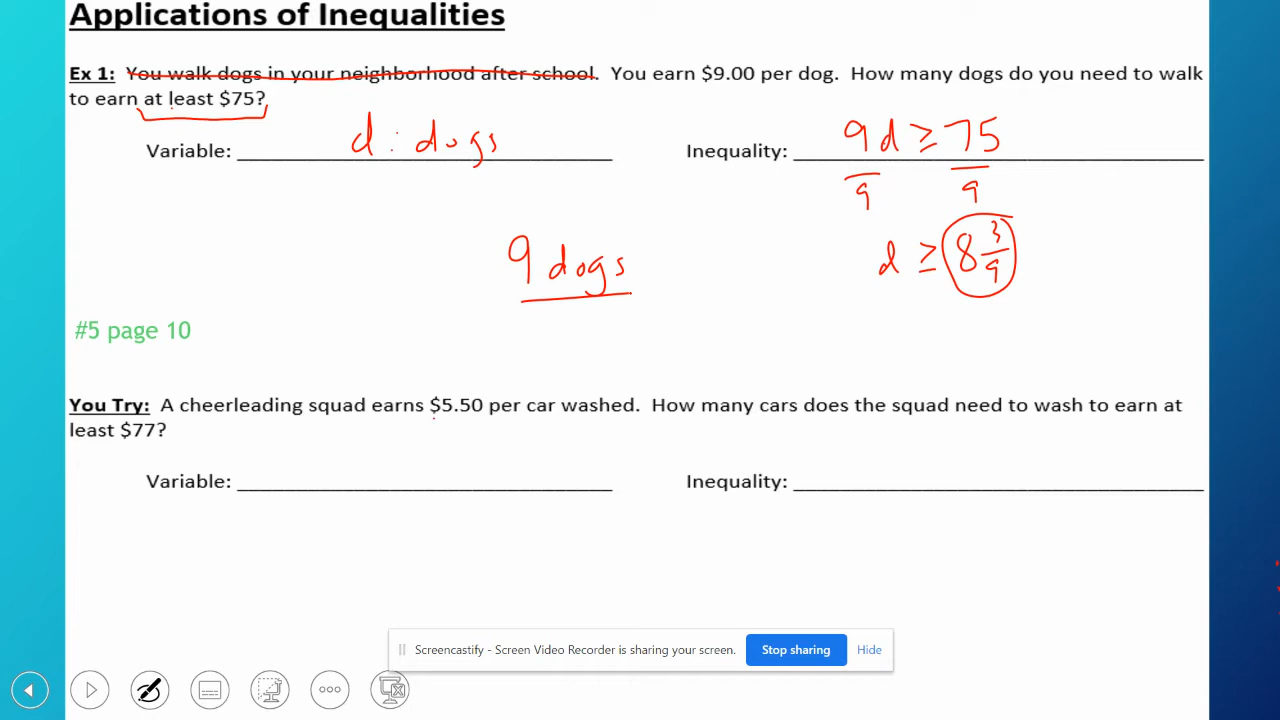 Applications of Inequalities
Ex 1: You walk dogs in your neighborhood after school. You earn $9.00 per dog. How many dogs do you need to walk
to earn at least $75?
Variable: d : dogs
Inequality: 9d ≥ 75
9 9
d ≥ 8 3/9
9 dogs
#5 page 10
You Try: A cheerleading squad earns $5.50 per car washed. How many cars does the squad need to wash to earn at
least $77?
Variable: ________________________________
Inequality: ___________________________________
Screencastify - Screen Video Recorder is sharing your screen. Stop sharing Hide